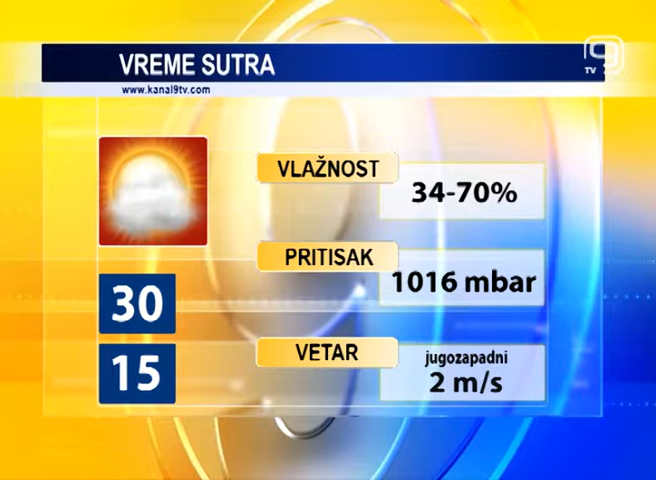 VREME SUTRA
www.kanal9tv.com
9
TV
VLAŽNOST
34-70%
PRITISAK
1016 mbar
30
15
VETAR
jugozapadni
2 m/s